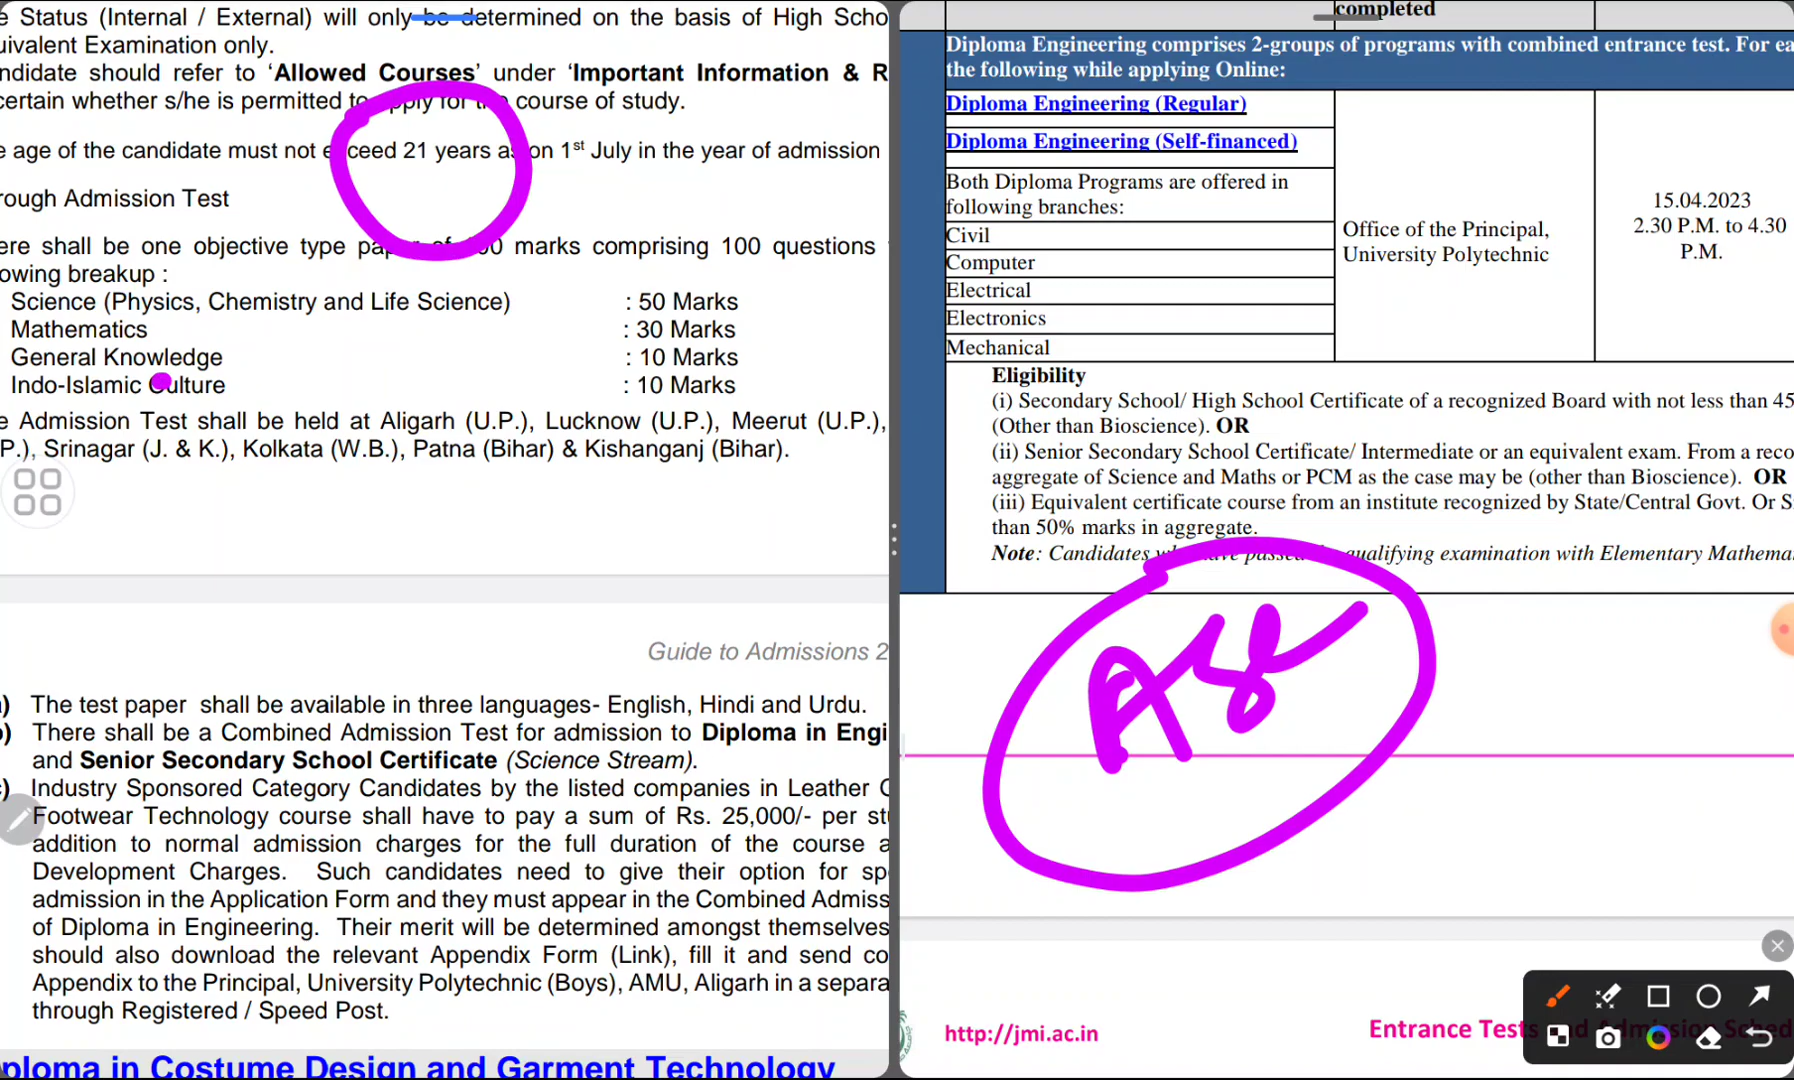 e Status (Internal / External) will only be determined on the basis of High Scho
uivalent Examination only.
ndidate should refer to ‘Allowed Courses’ under ‘Important Information & R
certain whether s/he is permitted to apply for the course of study.
e age of the candidate must not exceed 21 years as on 1st July in the year of admission
rough Admission Test
ere shall be one objective type paper of 100 marks comprising 100 questions
owing breakup :
Science (Physics, Chemistry and Life Science) : 50 Marks
Mathematics : 30 Marks
General Knowledge : 10 Marks
Indo-Islamic Culture : 10 Marks
e Admission Test shall be held at Aligarh (U.P.), Lucknow (U.P.), Meerut (U.P.),
P.), Srinagar (J. & K.), Kolkata (W.B.), Patna (Bihar) & Kishanganj (Bihar).
Guide to Admissions 2
) The test paper shall be available in three languages- English, Hindi and Urdu.
) There shall be a Combined Admission Test for admission to Diploma in Engi
and Senior Secondary School Certificate (Science Stream).
) Industry Sponsored Category Candidates by the listed companies in Leather
Footwear Technology course shall have to pay a sum of Rs. 25,000/- per stu
addition to normal admission charges for the full duration of the course a
Development Charges. Such candidates need to give their option for sp
admission in the Application Form and they must appear in the Combined Admiss
of Diploma in Engineering. Their merit will be determined amongst themselves
should also download the relevant Appendix Form (Link), fill it and send co
Appendix to the Principal, University Polytechnic (Boys), AMU, Aligarh in a separa
through Registered / Speed Post.
ploma in Costume Design and Garment Technology
completed
Diploma Engineering comprises 2-groups of programs with combined entrance test. For ea
the following while applying Online:
Diploma Engineering (Regular)
Diploma Engineering (Self-financed)
Both Diploma Programs are offered in
following branches:
Civil
Computer
Electrical
Electronics
Mechanical
Office of the Principal,
University Polytechnic
15.04.2023
2.30 P.M. to 4.30
P.M.
Eligibility
(i) Secondary School/ High School Certificate of a recognized Board with not less than 45
(Other than Bioscience). OR
(ii) Senior Secondary School Certificate/ Intermediate or an equivalent exam. From a reco
aggregate of Science and Maths or PCM as the case may be (other than Bioscience). OR
(iii) Equivalent certificate course from an institute recognized by State/Central Govt. Or S
than 50% marks in aggregate.
Note: Candidates who have passed the qualifying examination with Elementary Mathema
http://jmi.ac.in
Entrance Tests and Admission Sched